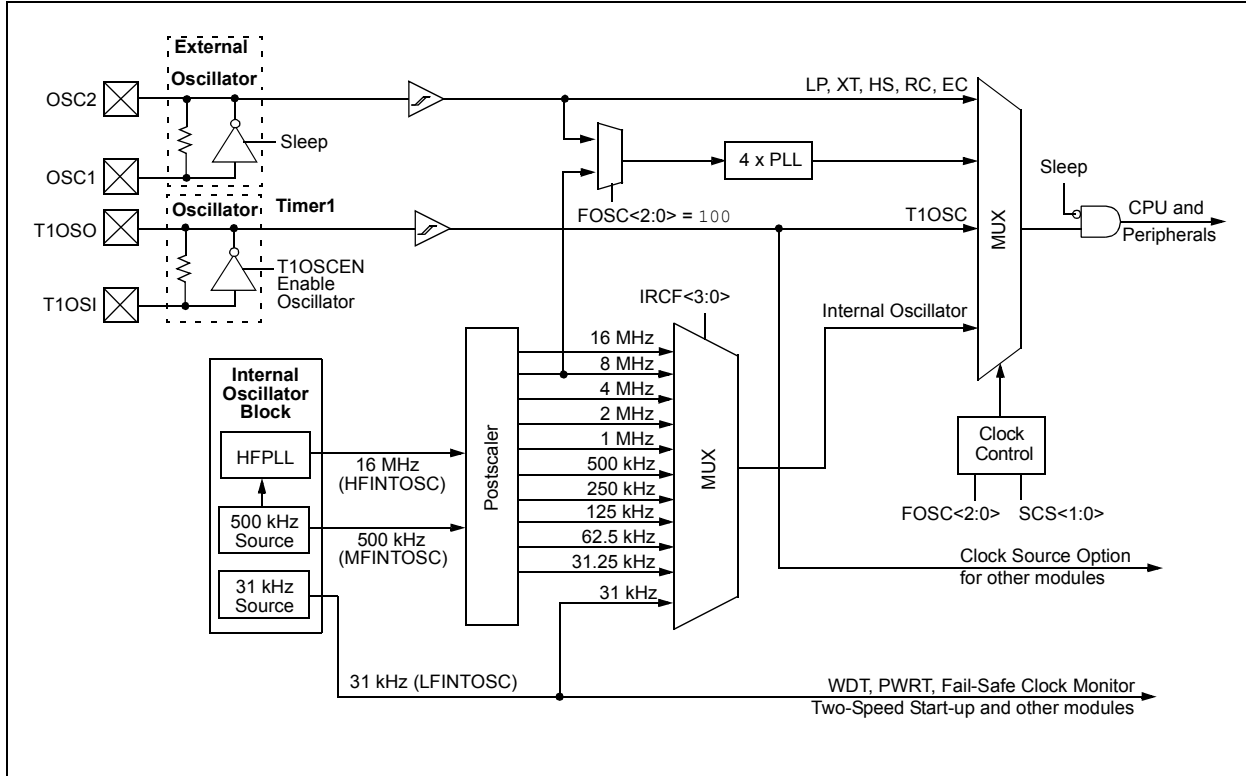 External
Oscillator
OSC2
OSC1
Sleep
LP, XT, HS, RC, EC
4 x PLL
FOSC<2:0> = 100
Oscillator
Timer1
T1OSO
T1OSI
T1OSCEN
Enable
Oscillator
T1OSC
MUX
Sleep
CPU and
Peripherals
Internal Oscillator
IRCF<3:0>
Internal
Oscillator
Block
HFPLL
500 kHz
Source
31 kHz
Source
16 MHz
(HFINTOSC)
500 kHz
(MFINTOSC)
Postscaler
16 MHz
8 MHz
4 MHz
2 MHz
1 MHz
500 kHz
250 kHz
125 kHz
62.5 kHz
31.25 kHz
31 kHz
MUX
Clock
Control
FOSC<2:0>
SCS<1:0>
Clock Source Option
for other modules
31 kHz (LFINTOSC)
WDT, PWRT, Fail-Safe Clock Monitor
Two-Speed Start-up and other modules